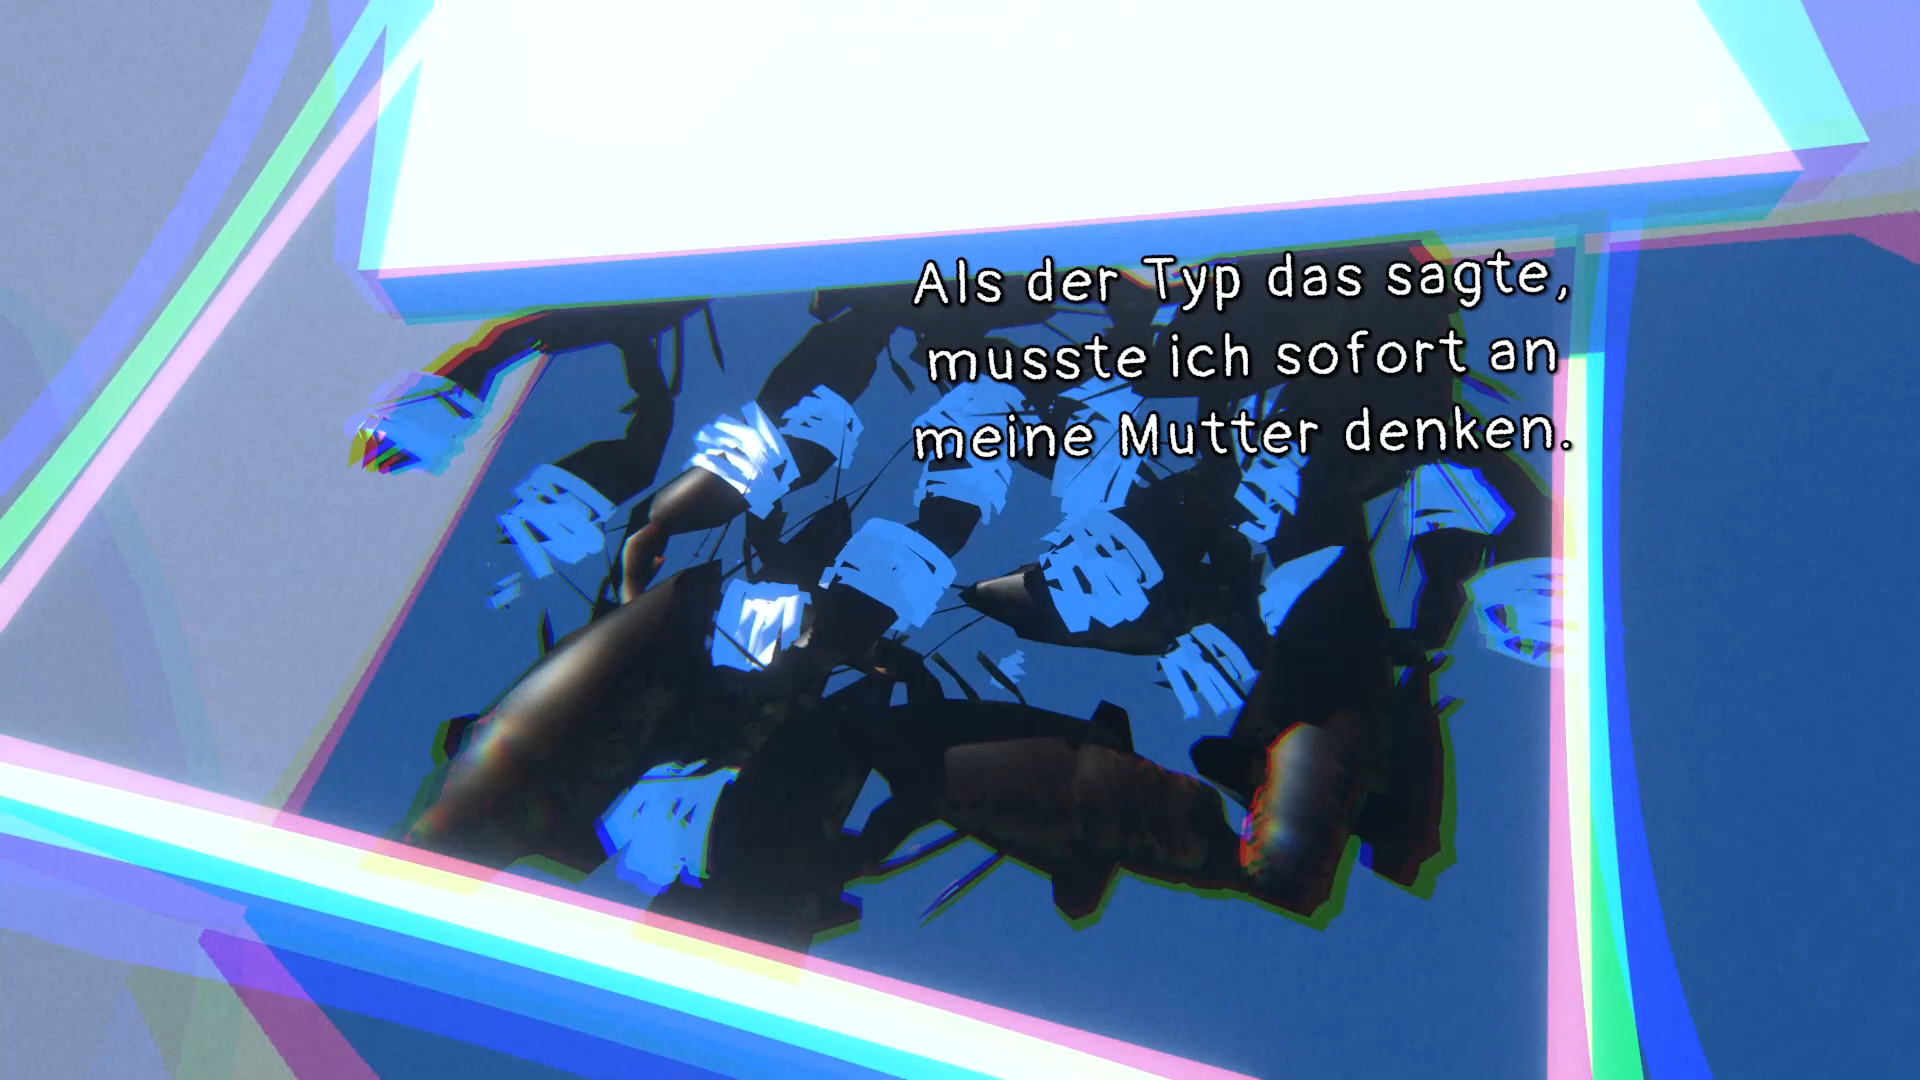 Als der Typ das sagte,
musste ich sofort an
meine Mutter denken.